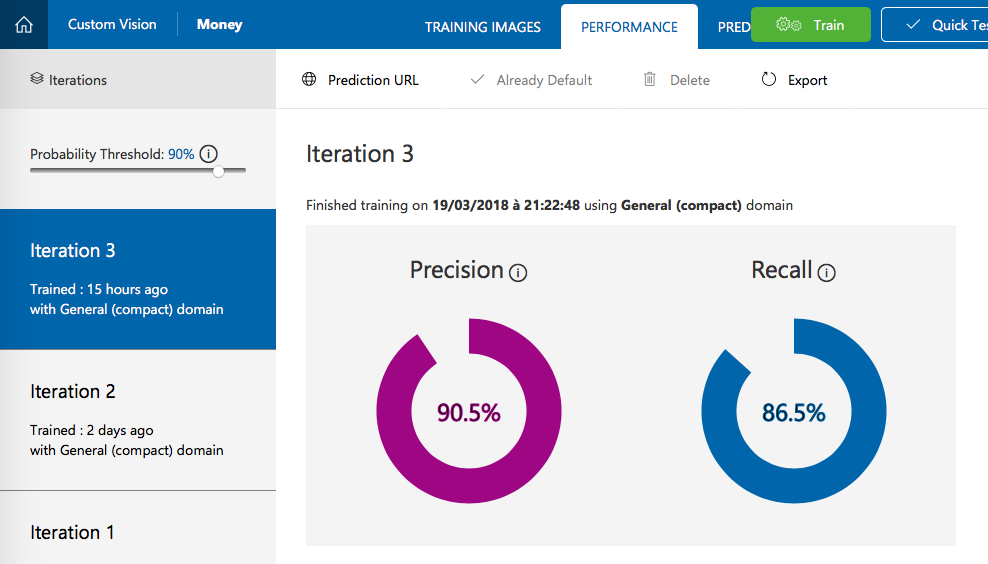 Custom Vision
Money
TRAINING IMAGES
PERFORMANCE
PRED
Train
Quick Tes
Iterations
Prediction URL
Already Default
Delete
Export
Probability Threshold: 90%
Iteration 3
Trained : 15 hours ago
with General (compact) domain
Iteration 2
Trained : 2 days ago
with General (compact) domain
Iteration 1
Iteration 3
Finished training on 19/03/2018 à 21:22:48 using General (compact) domain
Precision
Recall
90.5%
86.5%